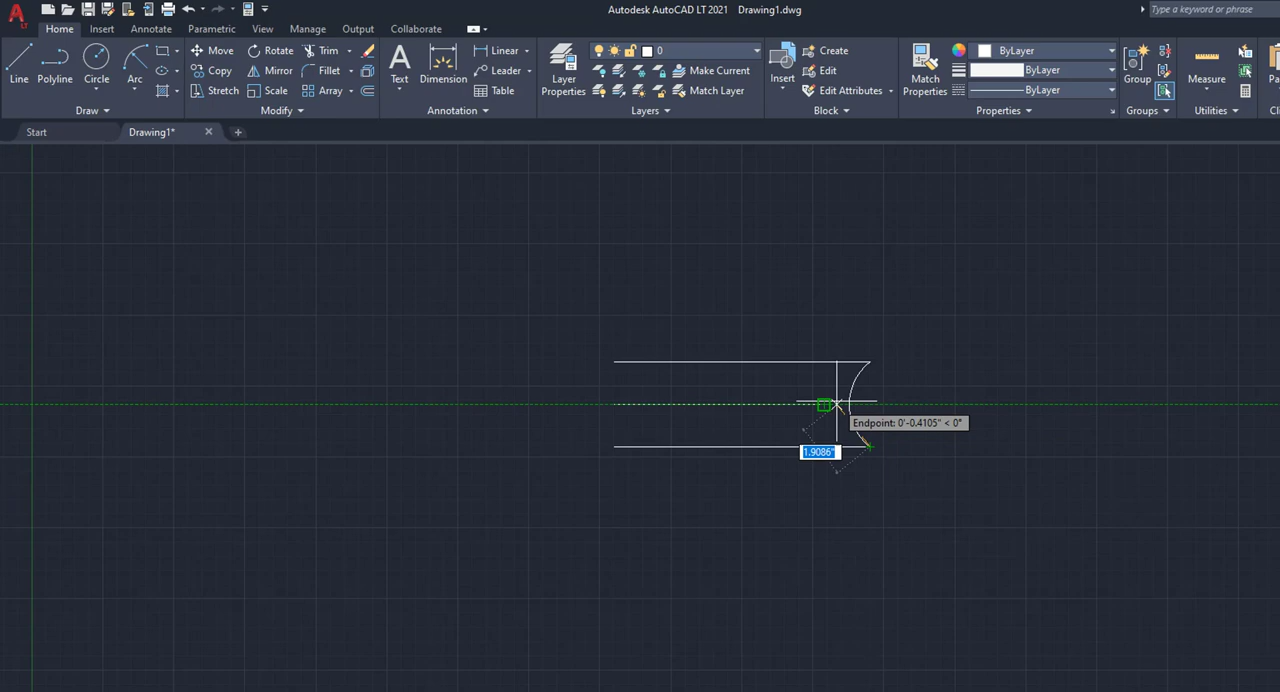 Autodesk AutoCAD LT 2021 Drawing1.dwg
Type a keyword or phrase
LT
Home Insert Annotate Parametric View Manage Output Collaborate
Line Polyline Circle Arc
Move Rotate Trim
Copy Mirror Fillet
Stretch Scale Array
Text Dimension
Linear
Leader
Table
Layer Properties
0
Make Current
Match Layer
Insert
Create
Edit
Edit Attributes
Match Properties
ByLayer
ByLayer
ByLayer
Group
Measure
Draw Modify Annotation Layers Block Properties Groups Utilities
Start Drawing1*
Endpoint: 0'-0.4105" < 0°
1.9086"